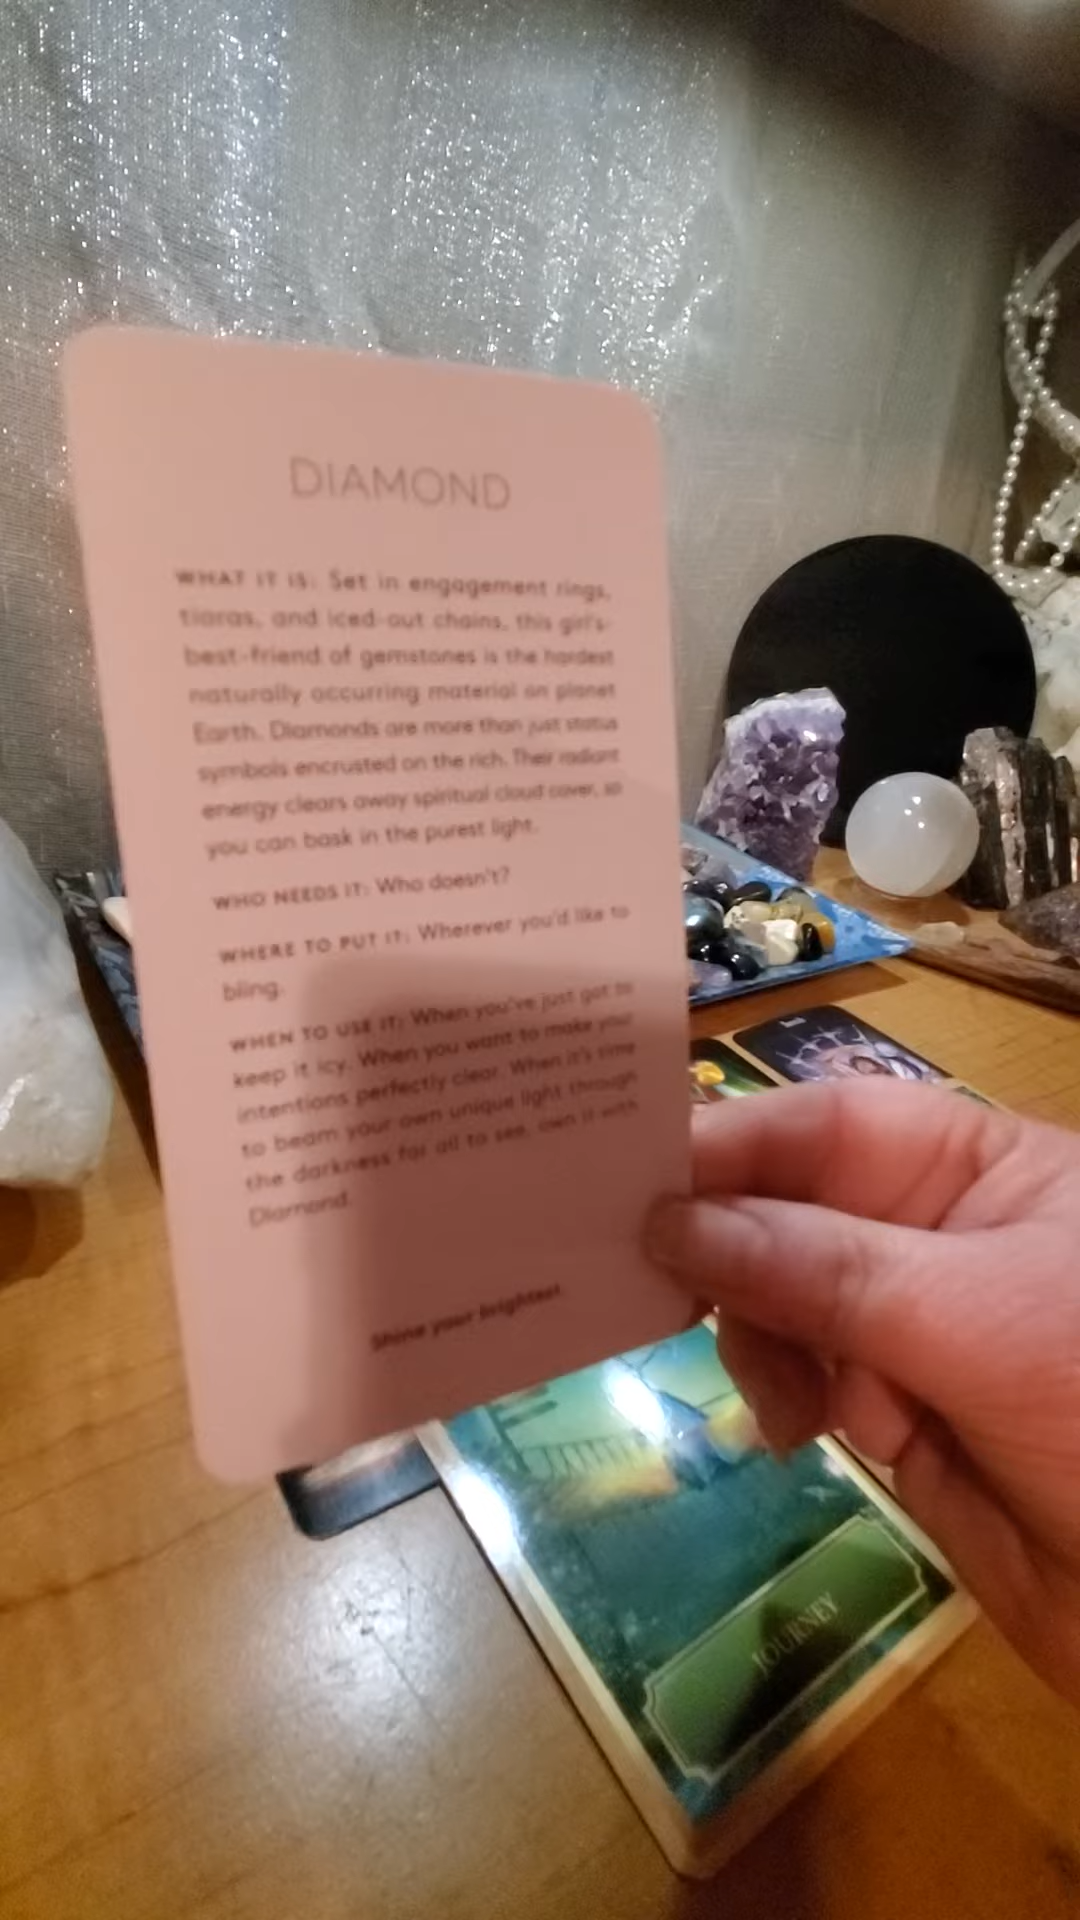 DIAMOND
WHAT IT IS: Set in engagement rings,
tiaras, and iced-out chains, this girl's-
best-friend of gemstones is the hardest
naturally occurring material on planet
Earth. Diamonds are more than just status
symbols encrusted on the rich. Their radiant
energy clears away spiritual cloud cover, so
you can bask in the purest light.
WHO NEEDS IT: Who doesn't?
WHERE TO PUT IT: Wherever you'd like to
bling.
WHEN TO USE IT: When you've just got to
keep it icy. When you want to make your
intentions perfectly clear. When it's time
to beam your own unique light through
the darkness for all to see, own it with
Diamond.
Shine your brightest.
JOURNEY